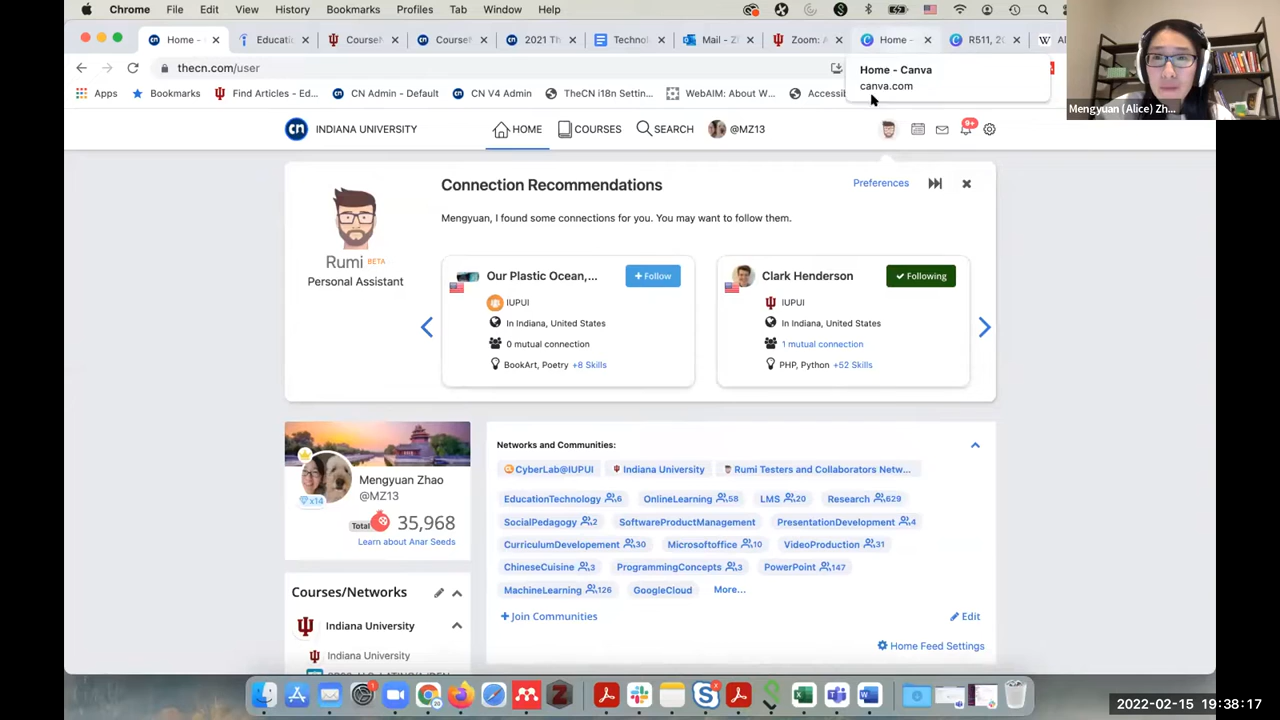 Chrome File Edit View History Bookmarks Profiles Tab Window Help
Home - Educati Course Course 2021 T Technol Mail - Z Zoom: Home - R511, 20
thecn.com/user
Home - Canva
canva.com
Apps Bookmarks Find Articles - Ed... CN Admin - Default CN V4 Admin TheCN i18n Settin... WebAIM: About W... Accessib
Mengyuan (Alice) Zh...
cn INDIANA UNIVERSITY HOME COURSES SEARCH @MZ13 9+
Connection Recommendations Preferences
Mengyuan, I found some connections for you. You may want to follow them.
Rumi BETA
Personal Assistant
Our Plastic Ocean,... + Follow
IUPUI
In Indiana, United States
0 mutual connection
BookArt, Poetry +8 Skills
Clark Henderson Following
IUPUI
In Indiana, United States
1 mutual connection
PHP, Python +52 Skills
Mengyuan Zhao
@MZ13
x14
Total 35,968
Learn about Anar Seeds
Courses/Networks
Indiana University
Indiana University
Networks and Communities:
CyberLab@IUPUI Indiana University Rumi Testers and Collaborators Netw...
EducationTechnology 6 OnlineLearning 58 LMS 20 Research 629
SocialPedagogy 2 SoftwareProductManagement PresentationDevelopment 4
CurriculumDevelopement 30 Microsoftoffice 10 VideoProduction 31
ChineseCuisine 3 ProgrammingConcepts 3 PowerPoint 147
MachineLearning 126 GoogleCloud More...
+ Join Communities Edit
Home Feed Settings
2022-02-15 19:38:17